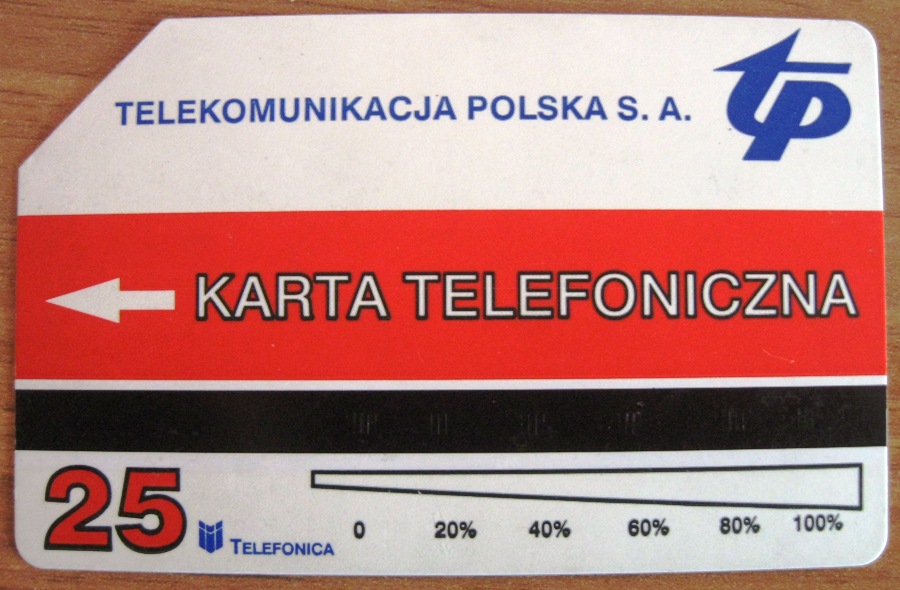 TELEKOMUNIKACJA POLSKA S. A.
tp
KARTA TELEFONICZNA
25
TELEFONICA
0 20% 40% 60% 80% 100%